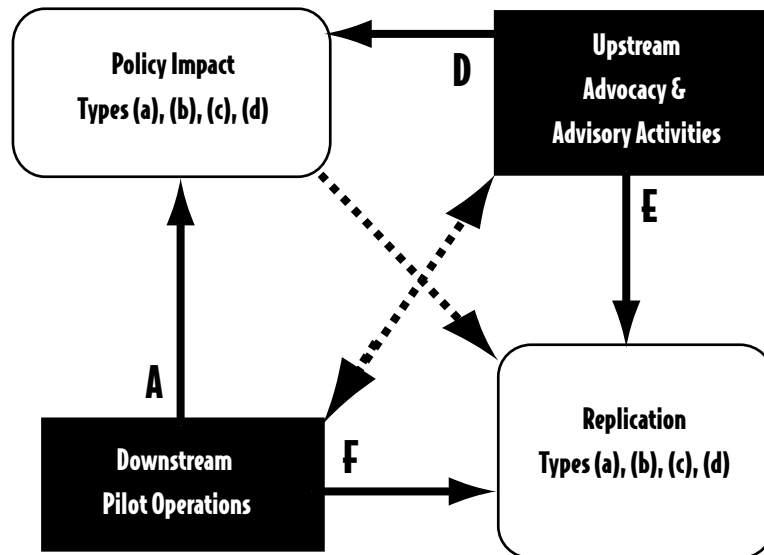 Policy Impact
Types (a), (b), (c), (d)
D
Upstream
Advocacy &
Advisory Activities
E
A
Downstream
Pilot Operations
F
Replication
Types (a), (b), (c), (d)